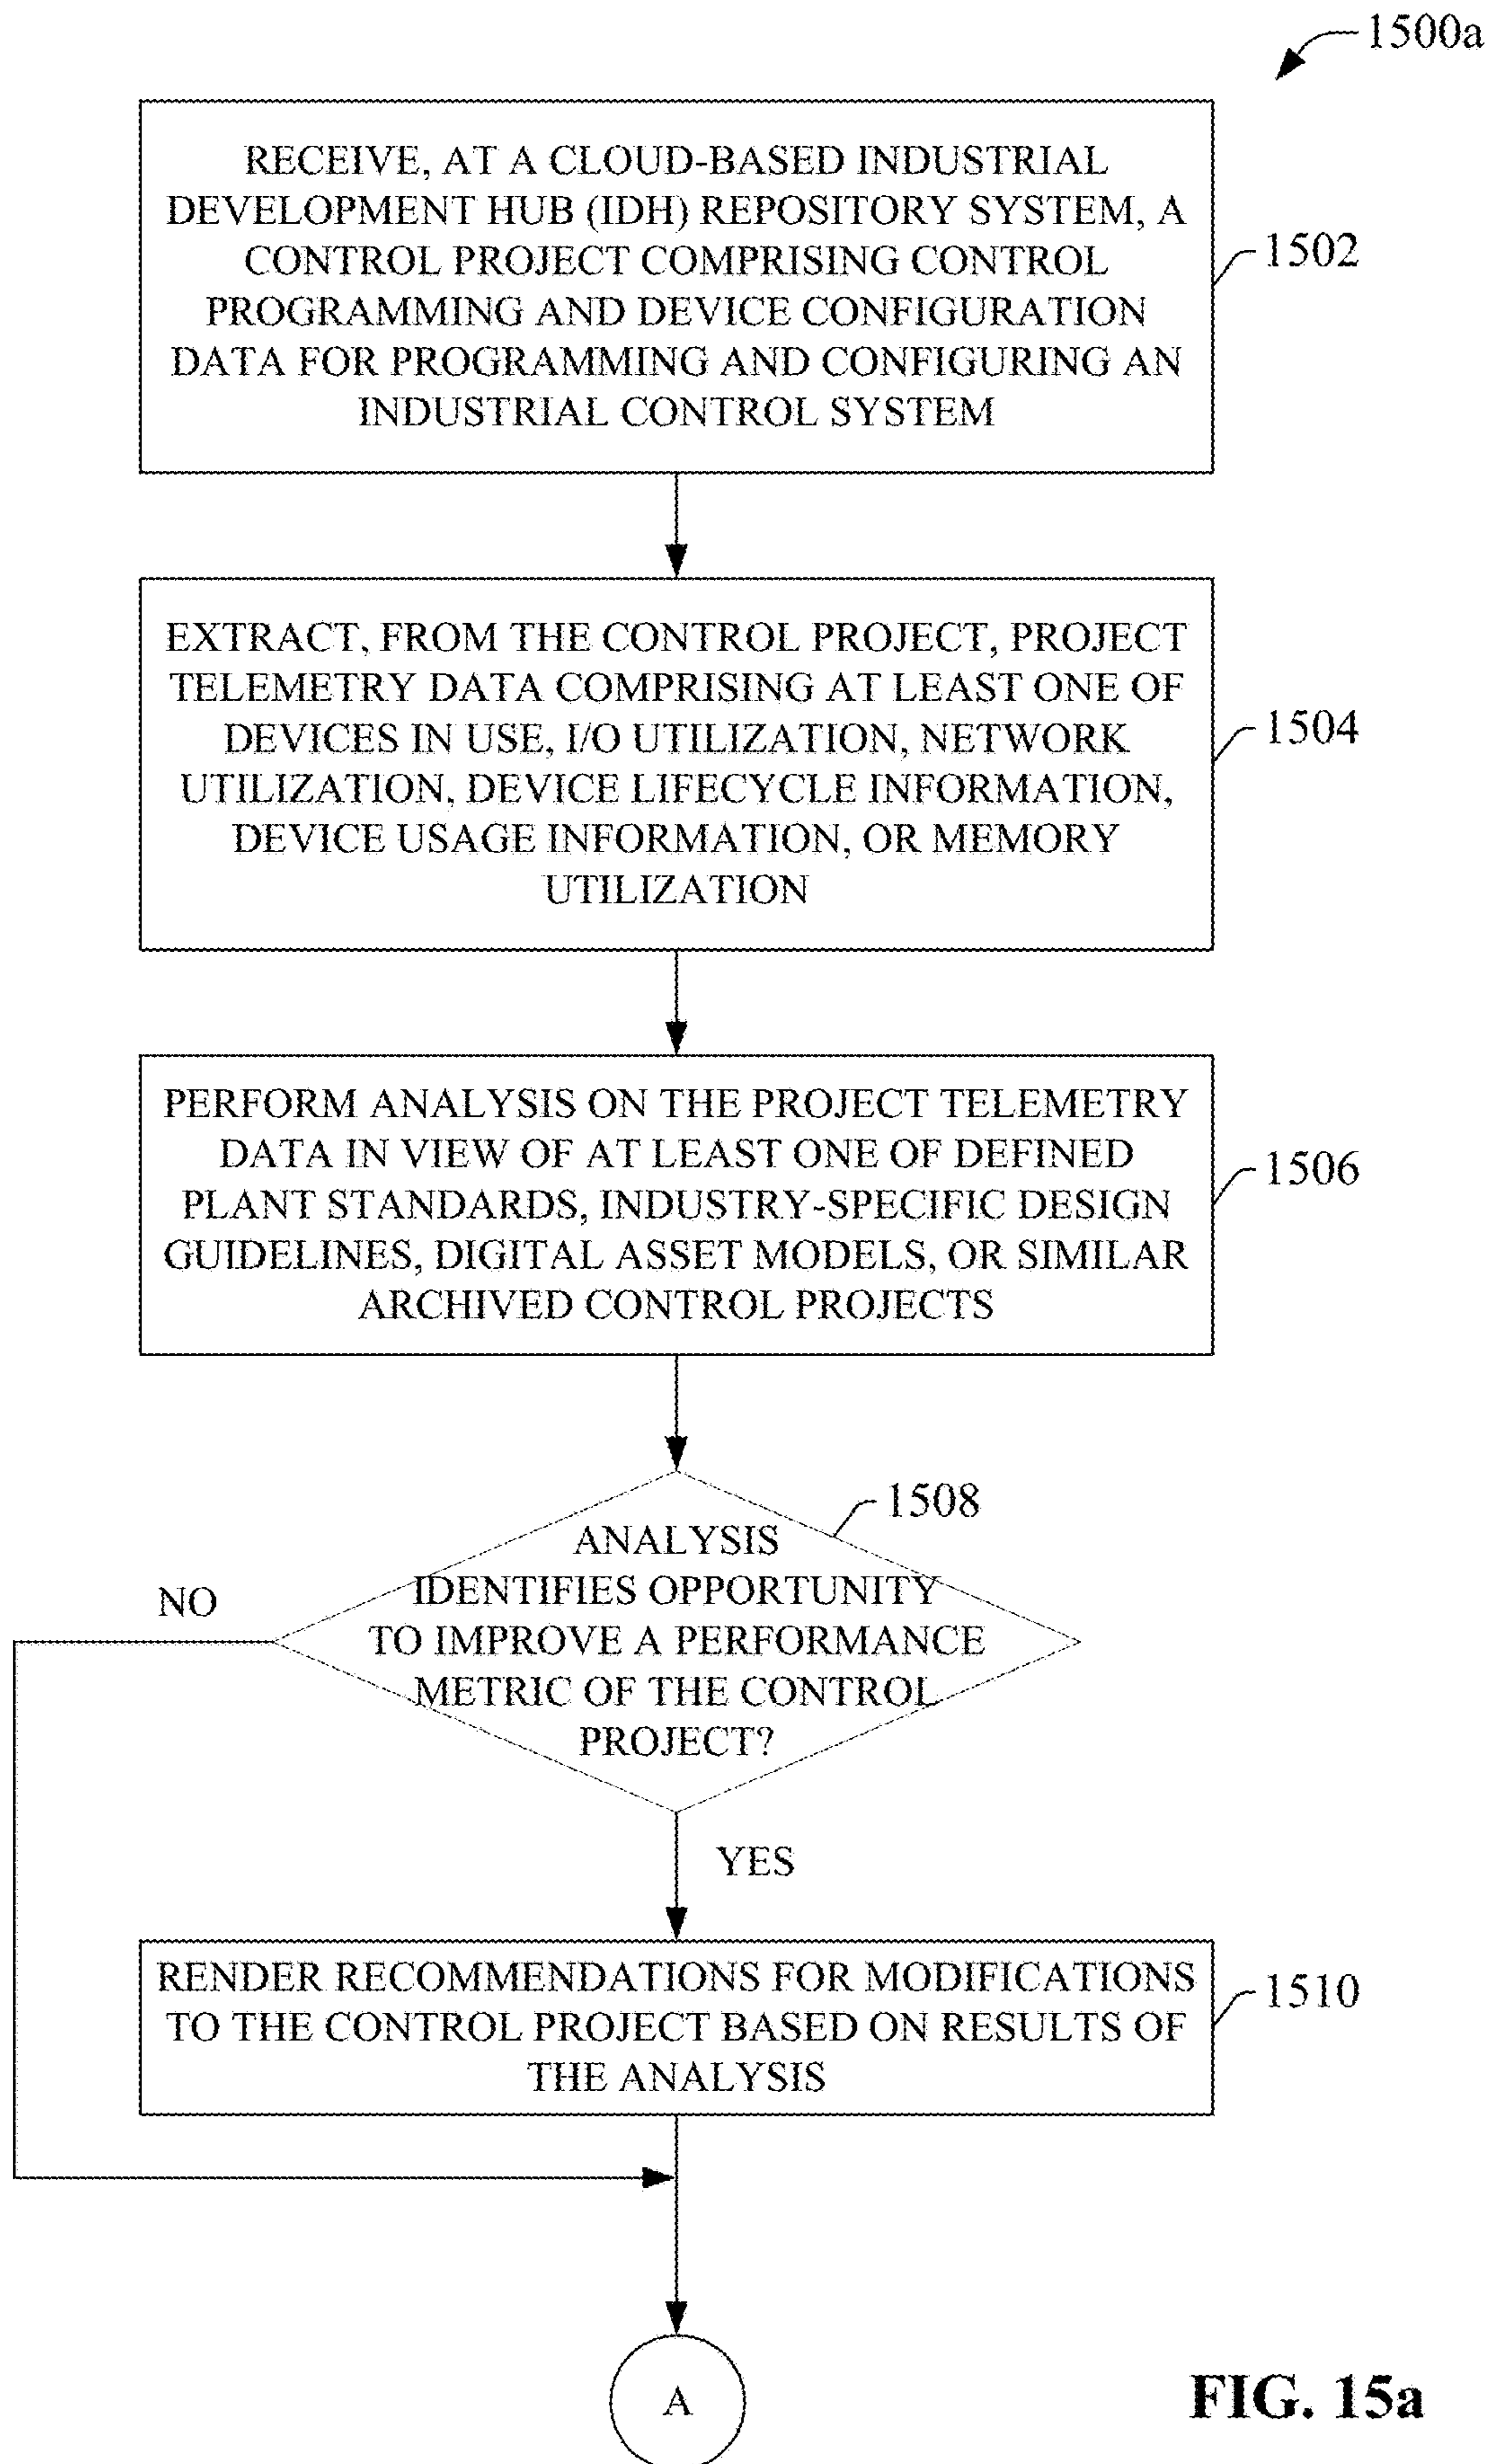 1500a
RECEIVE, AT A CLOUD-BASED INDUSTRIAL
DEVELOPMENT HUB (IDH) REPOSITORY SYSTEM, A
CONTROL PROJECT COMPRISING CONTROL
PROGRAMMING AND DEVICE CONFIGURATION
DATA FOR PROGRAMMING AND CONFIGURING AN
INDUSTRIAL CONTROL SYSTEM
1502
EXTRACT, FROM THE CONTROL PROJECT, PROJECT
TELEMETRY DATA COMPRISING AT LEAST ONE OF
DEVICES IN USE, I/O UTILIZATION, NETWORK
UTILIZATION, DEVICE LIFECYCLE INFORMATION,
DEVICE USAGE INFORMATION, OR MEMORY
UTILIZATION
1504
PERFORM ANALYSIS ON THE PROJECT TELEMETRY
DATA IN VIEW OF AT LEAST ONE OF DEFINED
PLANT STANDARDS, INDUSTRY-SPECIFIC DESIGN
GUIDELINES, DIGITAL ASSET MODELS, OR SIMILAR
ARCHIVED CONTROL PROJECTS
1506
1508
ANALYSIS
IDENTIFIES OPPORTUNITY
TO IMPROVE A PERFORMANCE
METRIC OF THE CONTROL
PROJECT?
NO
YES
RENDER RECOMMENDATIONS FOR MODIFICATIONS
TO THE CONTROL PROJECT BASED ON RESULTS OF
THE ANALYSIS
1510
A
FIG. 15a